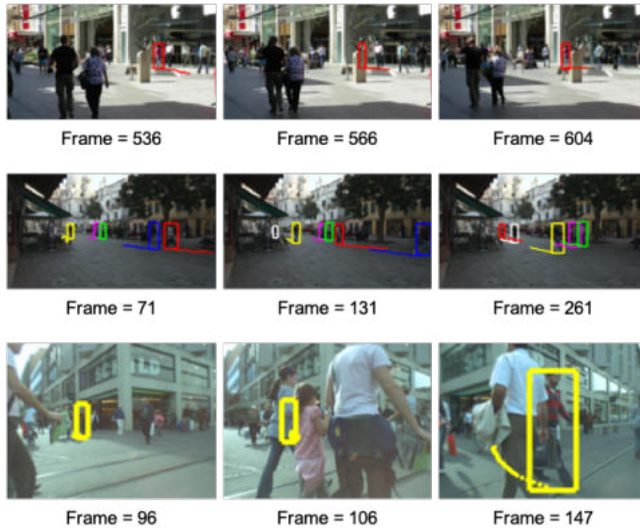 Frame = 536
Frame = 566
Frame = 604
Frame = 71
Frame = 131
Frame = 261
Frame = 96
Frame = 106
Frame = 147